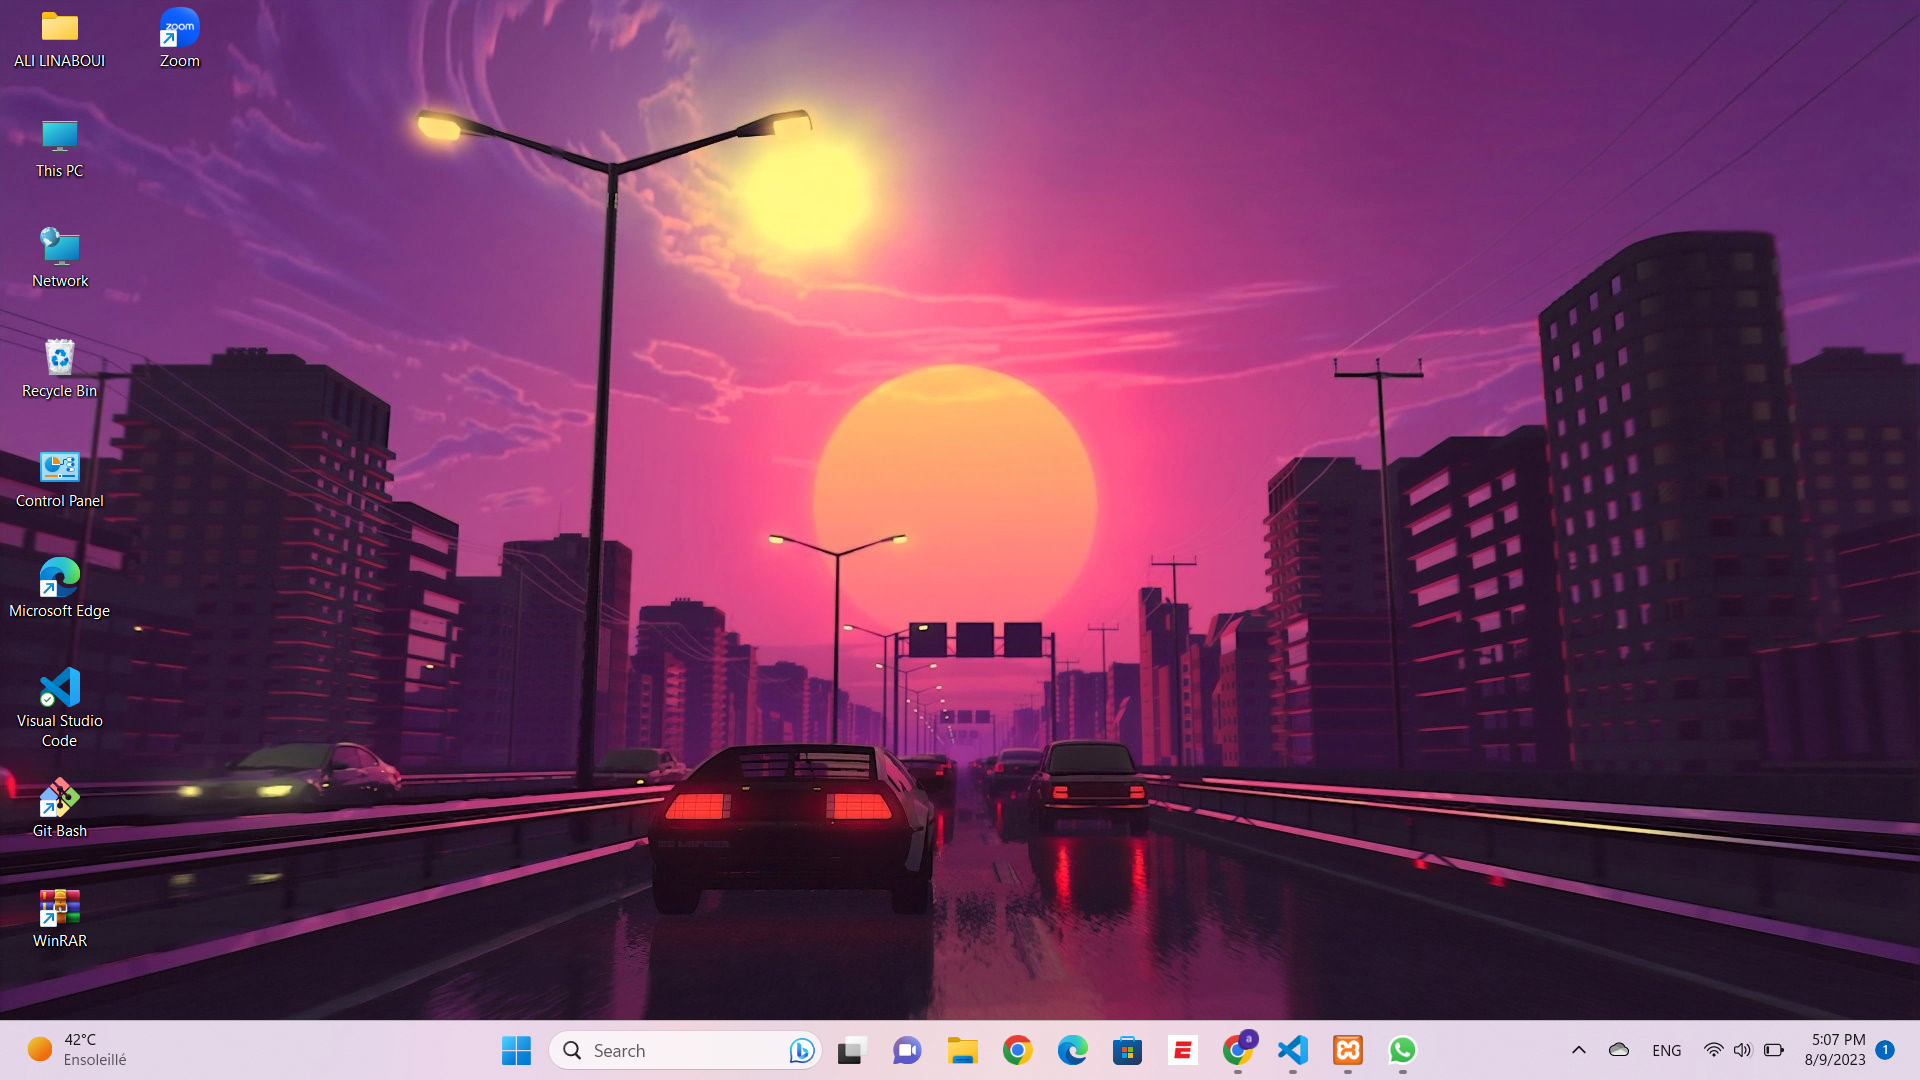 ALI LINABOUI
zoom
Zoom
This PC
Network
Recycle Bin
Control Panel
Microsoft Edge
Visual Studio
Code
Git Bash
WinRAR
42°C
Ensoleillé
Search
E
a
ENG
5:07 PM
8/9/2023
1